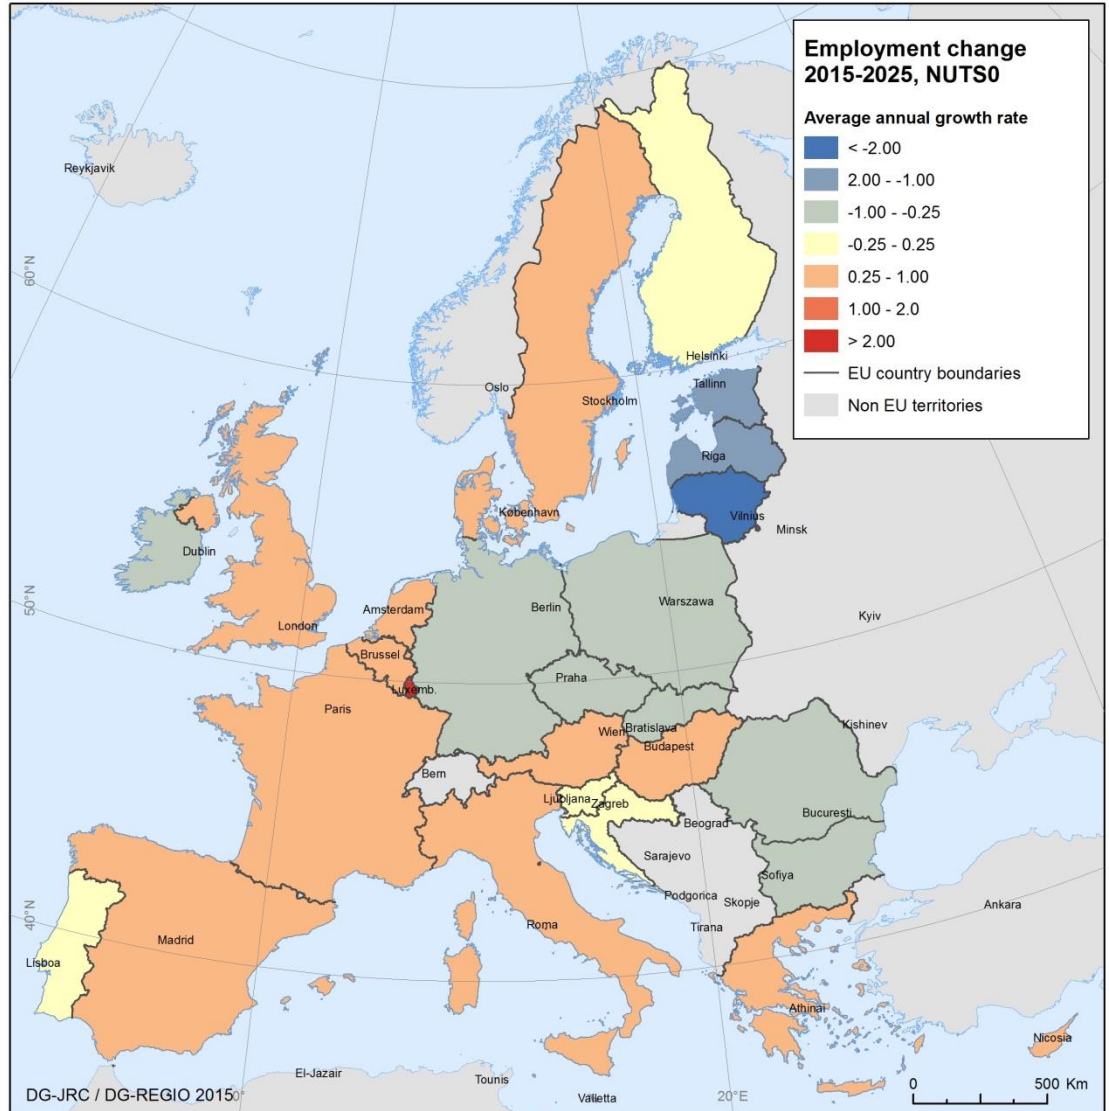 Employment change
2015-2025, NUTS0
Average annual growth rate
< -2.00
2.00 - -1.00
-1.00 - -0.25
-0.25 - 0.25
0.25 - 1.00
1.00 - 2.0
> 2.00
EU country boundaries
Non EU territories
Reykjavik
60°N
Helsinki
Oslo
Tallinn
Stockholm
Riga
København
Vilnius
Minsk
Dublin
50°N
Amsterdam
Berlin
Warszawa
Kyiv
London
Brussel
Praha
Luxemb.
Paris
Kishinev
Wien
Bratislava
Budapest
Bern
Ljubljana
Zagreb
Bucuresti
Beograd
Sarajevo
Sofiya
40°N
Podgorica
Skopje
Ankara
Madrid
Roma
Tirana
Lisboa
Athinai
Nicosia
El-Jazair
Tounis
Valletta
20°E
0 500 Km
DG-JRC / DG-REGIO 2015